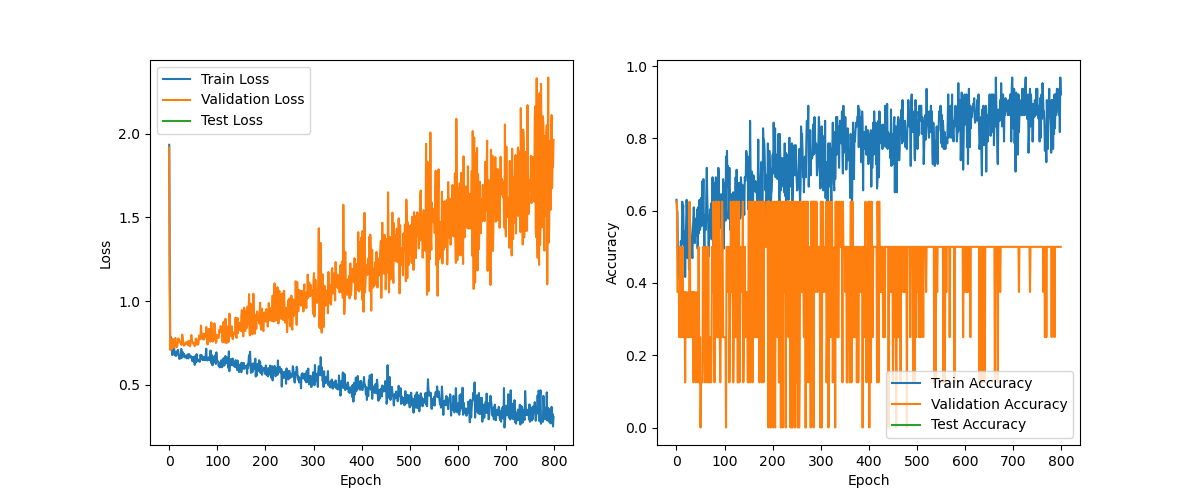 Train Loss
Validation Loss
Test Loss
2.0
1.5
1.0
0.5
Loss
0 100 200 300 400 500 600 700 800
Epoch
1.0
0.8
0.6
0.4
0.2
0.0
Accuracy
Train Accuracy
Validation Accuracy
Test Accuracy
0 100 200 300 400 500 600 700 800
Epoch